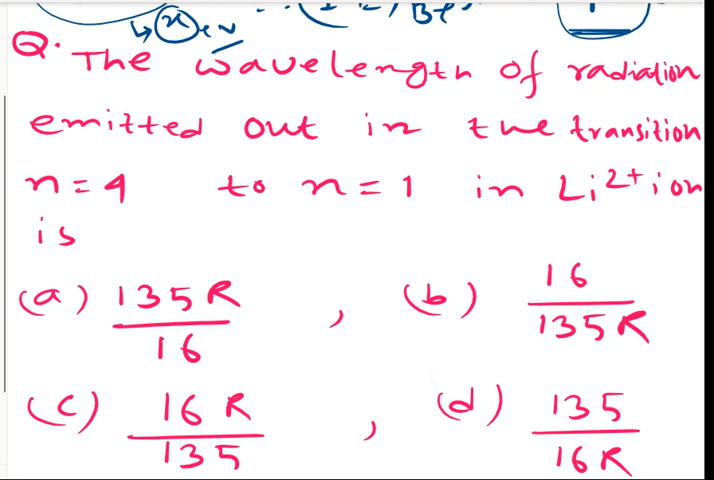 Q. The wavelength of radiation
emitted out in the transition
n = 4 to n = 1 in Li²⁺ ion
is
(a) 135R/16 , (b) 16/135R
(c) 16R/135 , (d) 135/16R